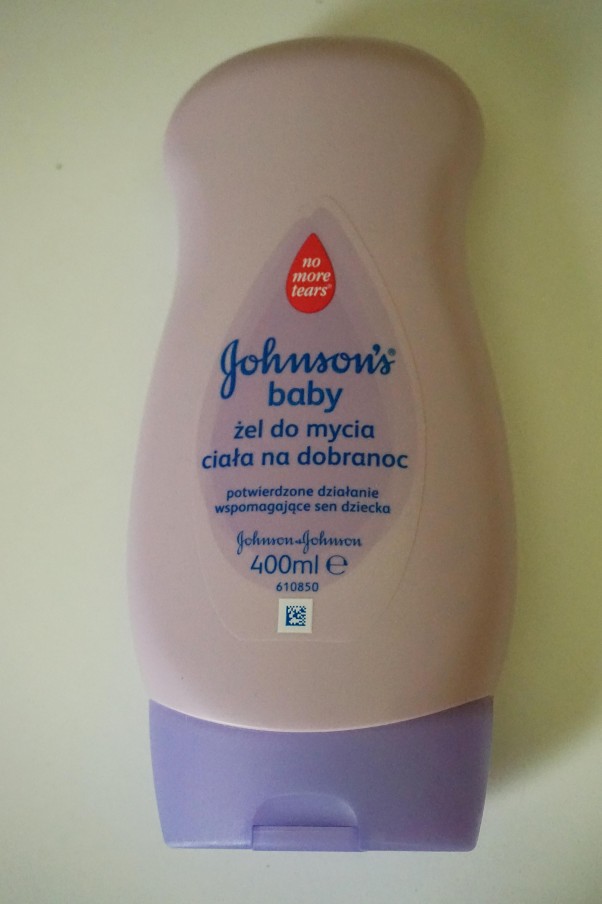 no
more
tears®
Johnson's®
baby
żel do mycia
ciała na dobranoc
potwierdzone działanie
wspomagające sen dziecka
Johnson & Johnson
400ml ℮
610850